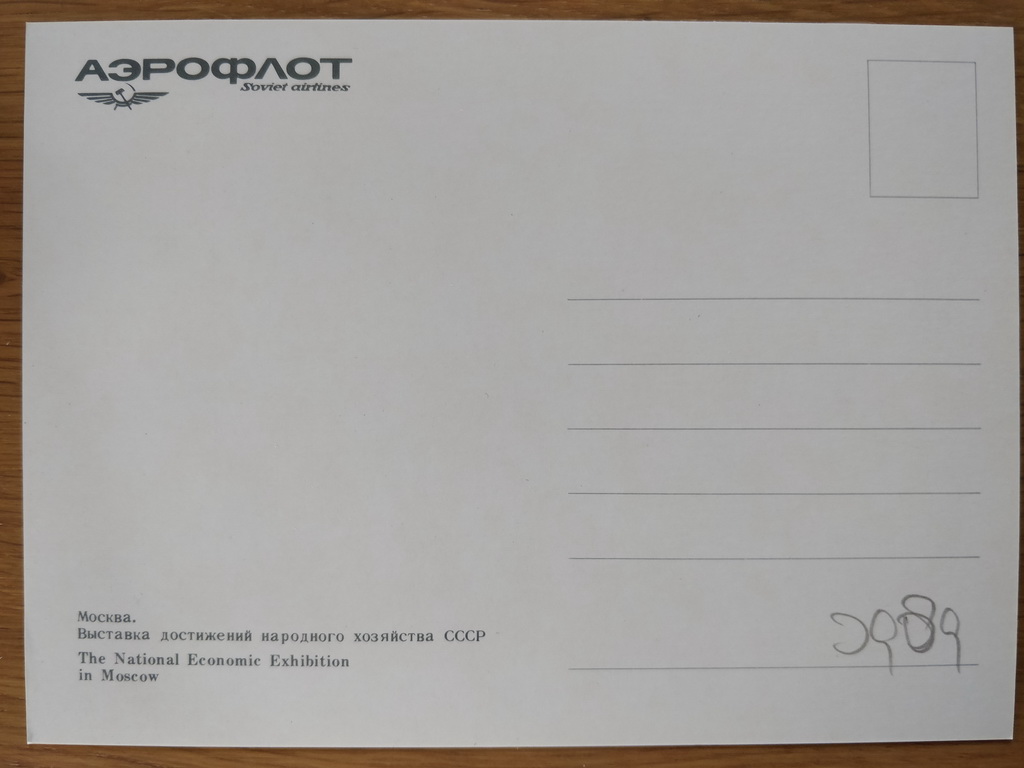 АЭРОФЛОТ
Soviet airlines
Москва.
Выставка достижений народного хозяйства СССР
The National Economic Exhibition
in Moscow